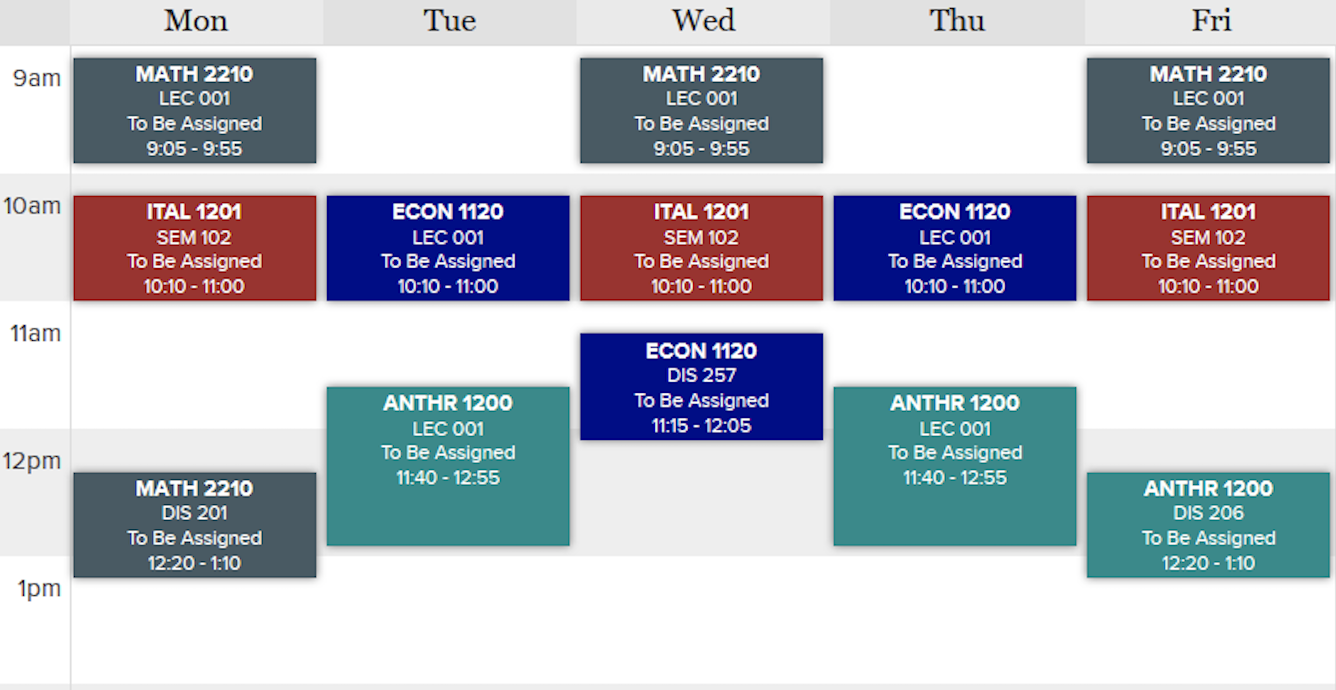 Mon Tue Wed Thu Fri
9am
MATH 2210
LEC 001
To Be Assigned
9:05 - 9:55
MATH 2210
LEC 001
To Be Assigned
9:05 - 9:55
MATH 2210
LEC 001
To Be Assigned
9:05 - 9:55
10am
ITAL 1201
SEM 102
To Be Assigned
10:10 - 11:00
ECON 1120
LEC 001
To Be Assigned
10:10 - 11:00
ITAL 1201
SEM 102
To Be Assigned
10:10 - 11:00
ECON 1120
LEC 001
To Be Assigned
10:10 - 11:00
ITAL 1201
SEM 102
To Be Assigned
10:10 - 11:00
11am
ECON 1120
DIS 257
To Be Assigned
11:15 - 12:05
ANTHR 1200
LEC 001
To Be Assigned
11:40 - 12:55
ANTHR 1200
LEC 001
To Be Assigned
11:40 - 12:55
12pm
MATH 2210
DIS 201
To Be Assigned
12:20 - 1:10
ANTHR 1200
DIS 206
To Be Assigned
12:20 - 1:10
1pm